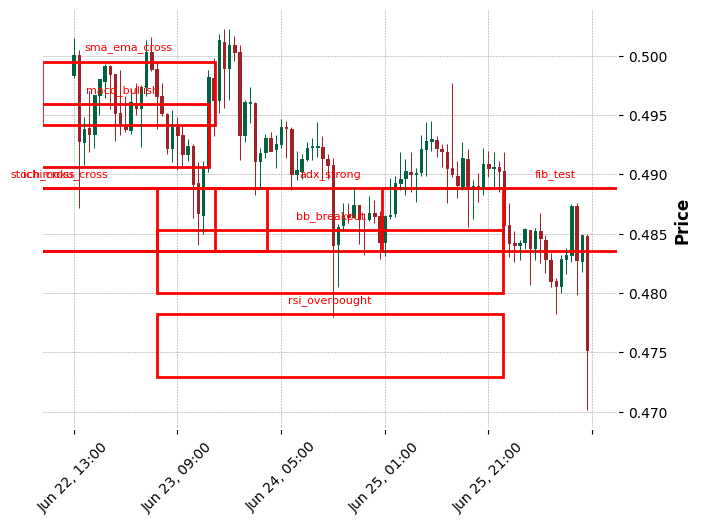 sma_ema_cross
macd_bullish
stoch_cross
ichimoku_cross
adx_strong
fib_test
bb_breakout
rsi_overbought
0.500
0.495
0.490
0.485
0.480
0.475
0.470
Price
Jun 22, 13:00
Jun 23, 09:00
Jun 24, 05:00
Jun 25, 01:00
Jun 25, 21:00